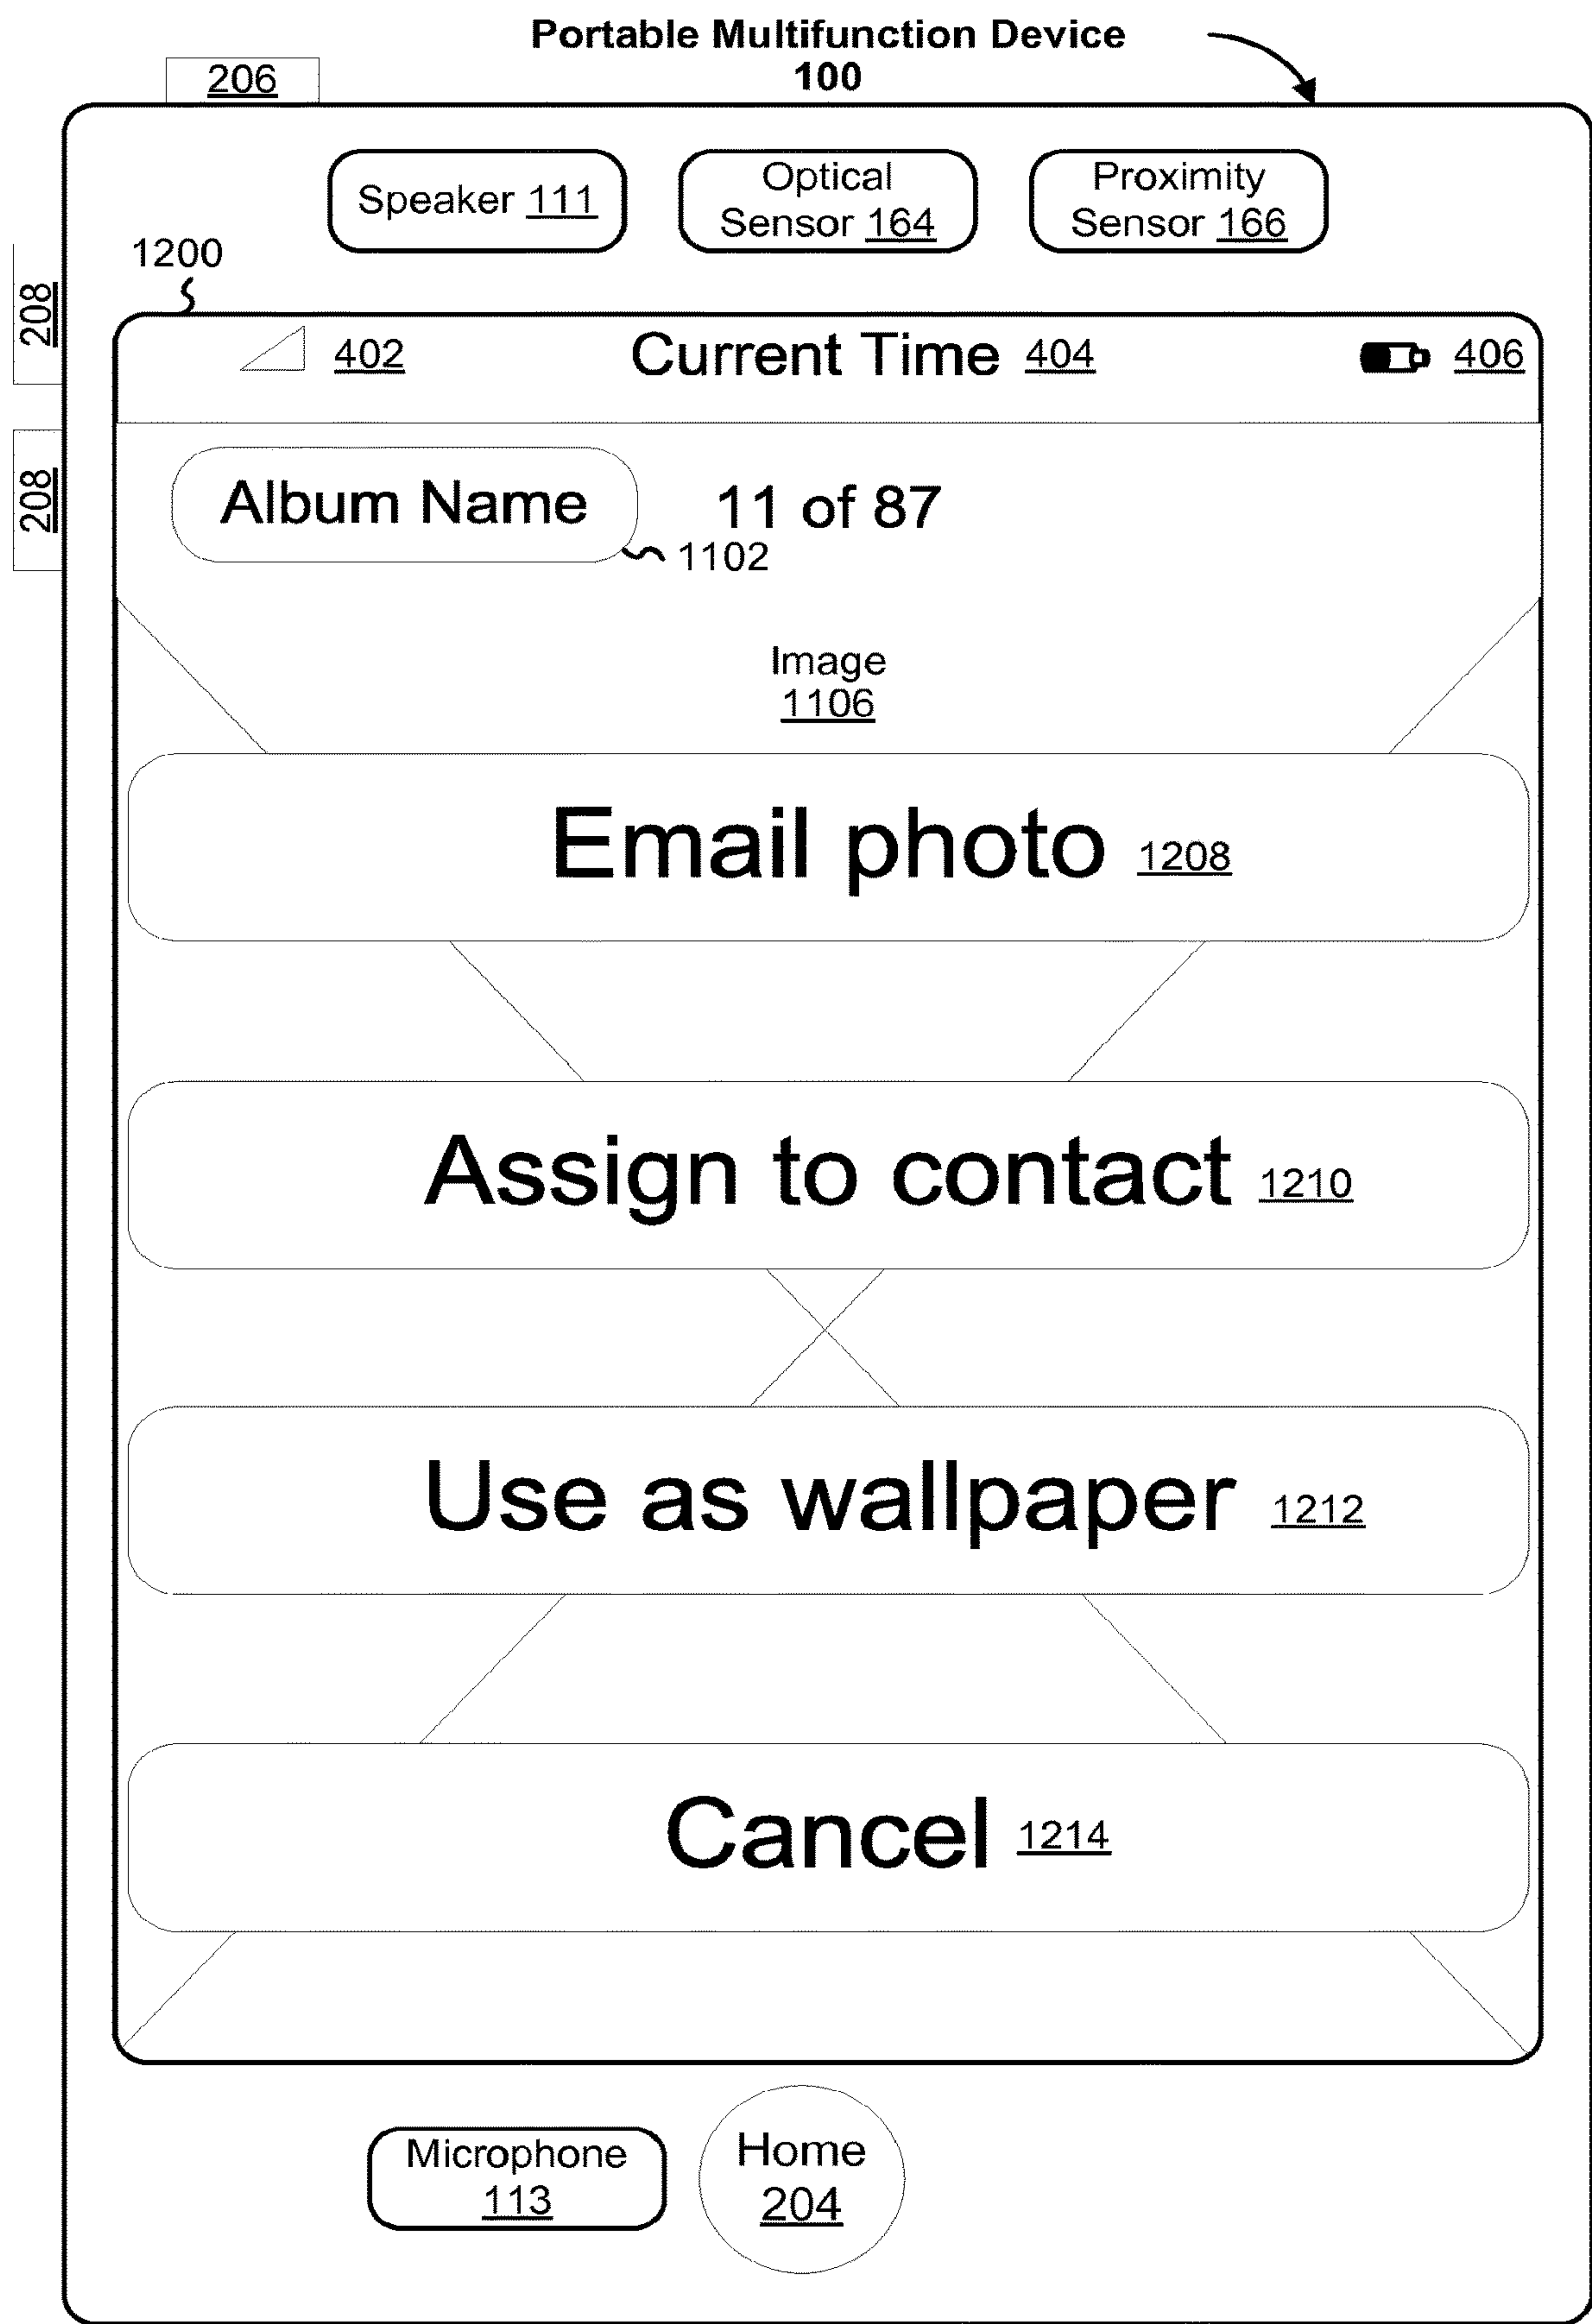 Portable Multifunction Device
100
206
Speaker 111
Optical
Sensor 164
Proximity
Sensor 166
1200
208
402
Current Time 404
406
208
Album Name
11 of 87
1102
Image
1106
Email photo 1208
Assign to contact 1210
Use as wallpaper 1212
Cancel 1214
Microphone
113
Home
204